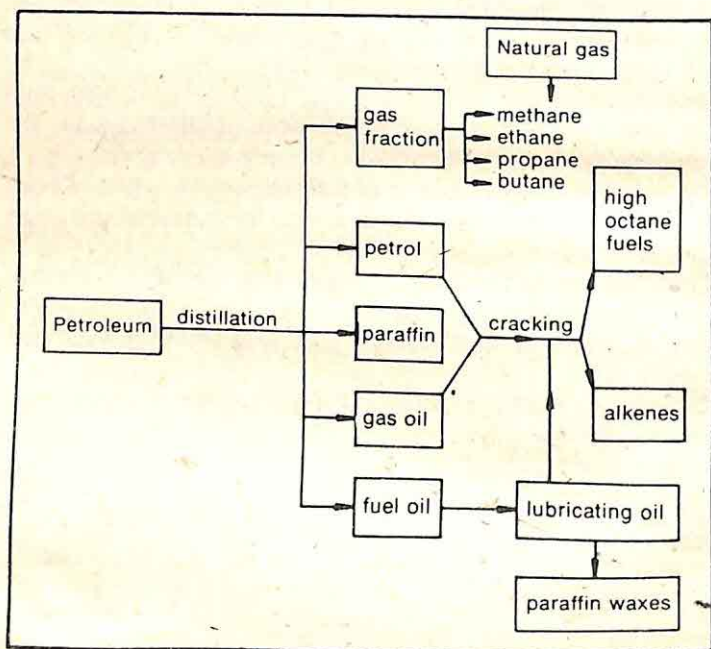 Natural gas
gas
fraction
methane
ethane
propane
butane
high
octane
fuels
petrol
Petroleum
distillation
paraffin
cracking
gas oil
alkenes
fuel oil
lubricating oil
paraffin waxes